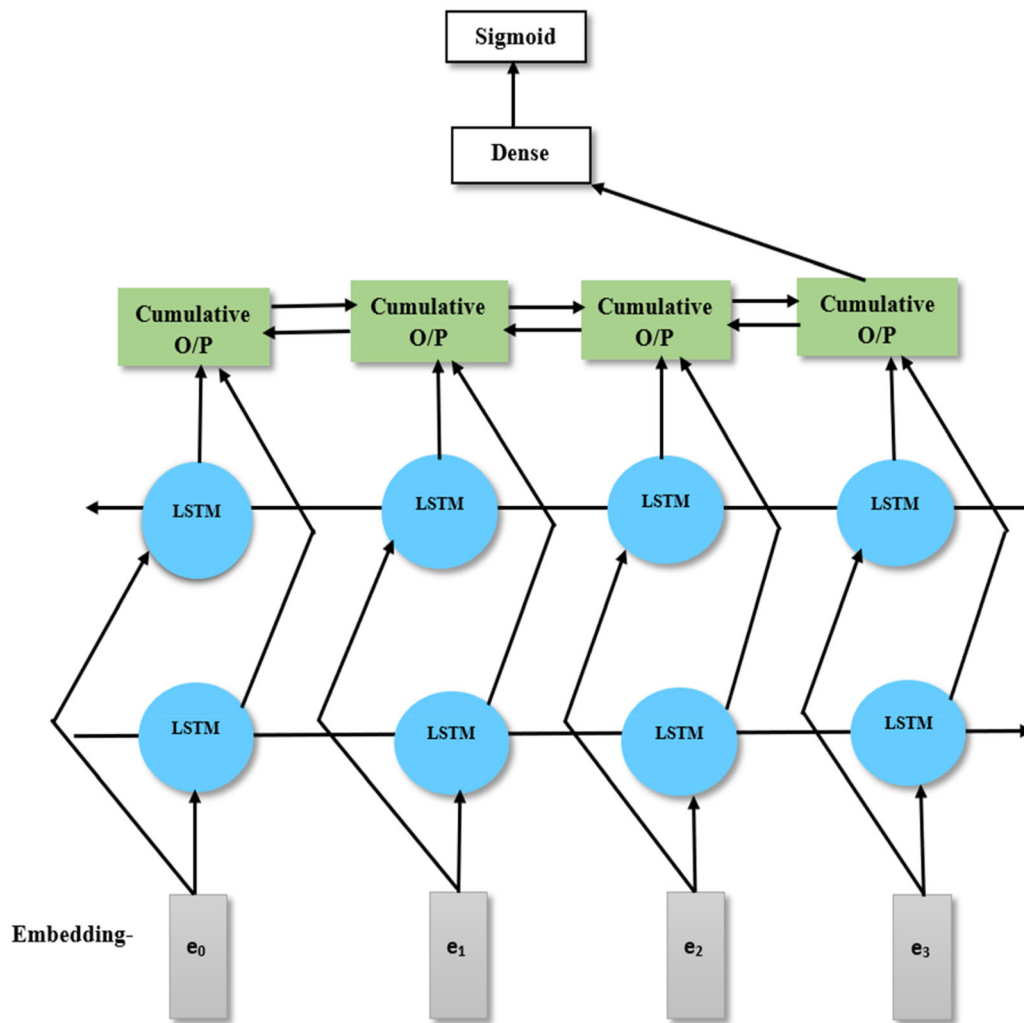 Sigmoid
Dense
Cumulative
O/P
Cumulative
O/P
Cumulative
O/P
Cumulative
O/P
LSTM
LSTM
LSTM
LSTM
LSTM
LSTM
LSTM
LSTM
Embedding-
e₀
e₁
e₂
e₃